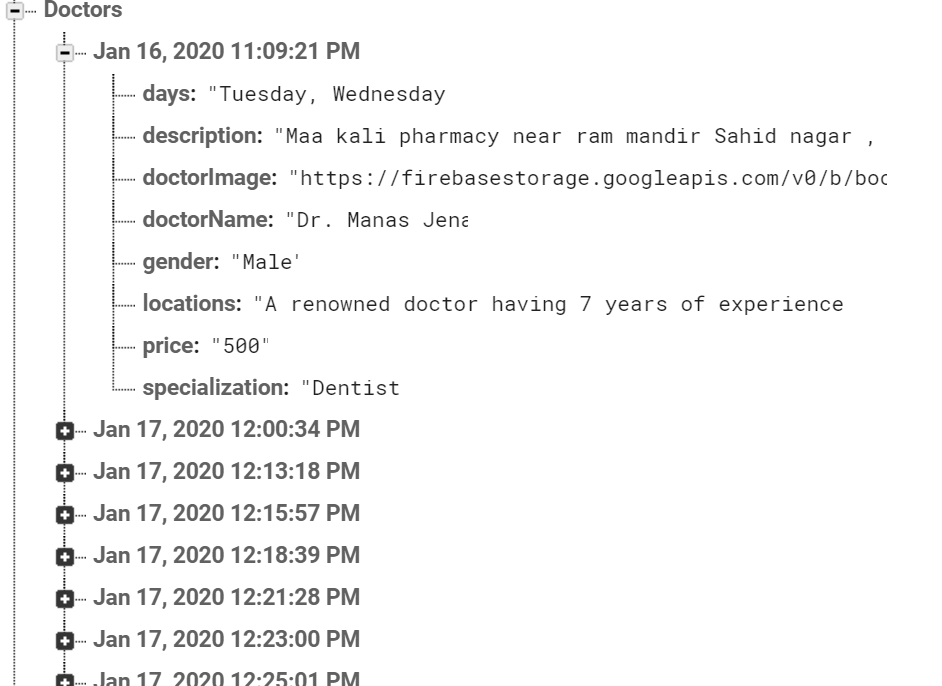 Doctors
Jan 16, 2020 11:09:21 PM
days: "Tuesday, Wednesday
description: "Maa kali pharmacy near ram mandir Sahid nagar ,
doctorImage: "https://firebasestorage.googleapis.com/v0/b/boo
doctorName: "Dr. Manas Jena
gender: "Male'
locations: "A renowned doctor having 7 years of experience
price: "500"
specialization: "Dentist
Jan 17, 2020 12:00:34 PM
Jan 17, 2020 12:13:18 PM
Jan 17, 2020 12:15:57 PM
Jan 17, 2020 12:18:39 PM
Jan 17, 2020 12:21:28 PM
Jan 17, 2020 12:23:00 PM
Jan 17, 2020 12:25:01 PM